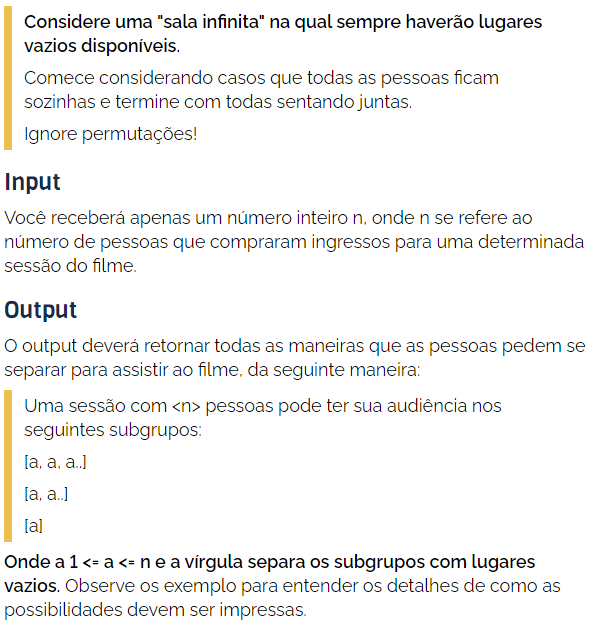 Considere uma "sala infinita" na qual sempre haverão lugares
vazios disponíveis.
Comece considerando casos que todas as pessoas ficam
sozinhas e termine com todas sentando juntas.
Ignore permutações!
Input
Você receberá apenas um número inteiro n, onde n se refere ao
número de pessoas que compraram ingressos para uma determinada
sessão do filme.
Output
O output deverá retornar todas as maneiras que as pessoas pedem se
separar para assistir ao filme, da seguinte maneira:
Uma sessão com <n> pessoas pode ter sua audiência nos
seguintes subgrupos:
[a, a, a..]
[a, a..]
[a]
Onde a 1 <= a <= n e a vírgula separa os subgrupos com lugares
vazios. Observe os exemplo para entender os detalhes de como as
possibilidades devem ser impressas.